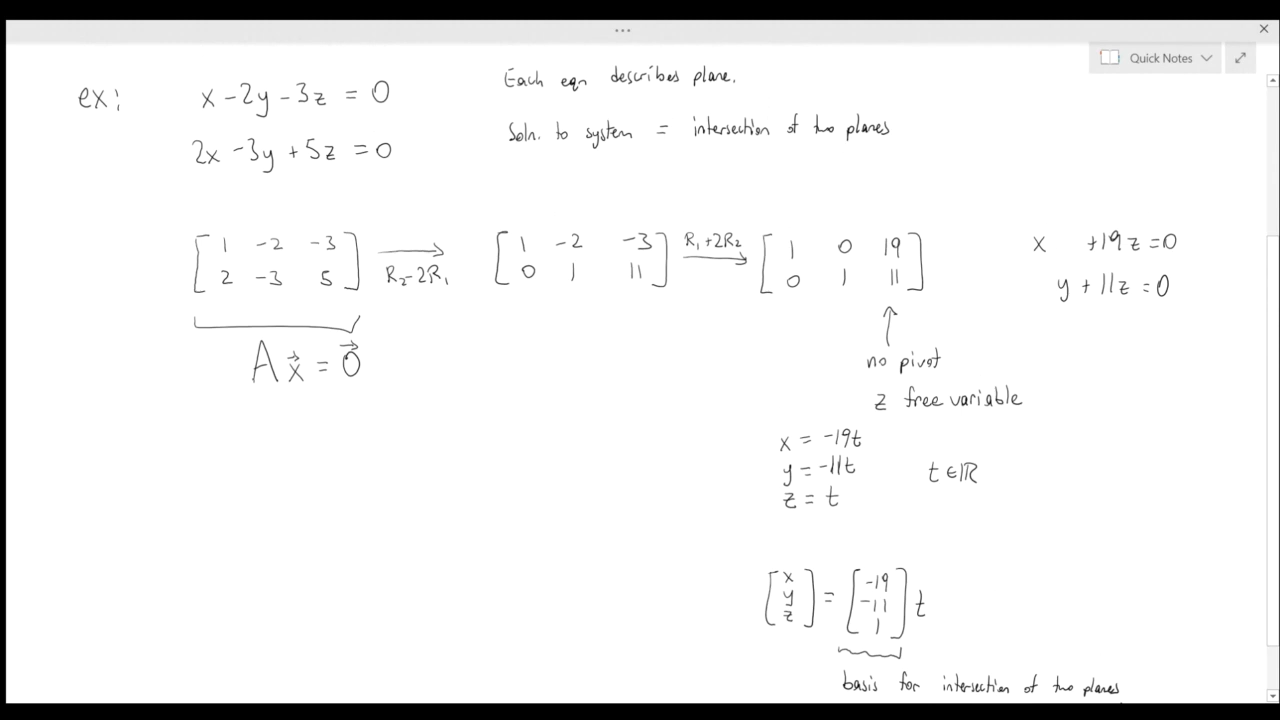 Quick Notes
ex: x - 2y - 3z = 0
2x - 3y + 5z = 0
Each eqn describes plane.
Soln. to system = intersection of two planes
[1 -2 -3] → [1 -2 -3] R₁+2R₂ → [1 0 19]
[2 -3 5] R₂-2R₁ [0 1 11] [0 1 11]
x +19z = 0
y + 11z = 0
A x⃗ = 0⃗
↑
no pivot
z free variable
x = -19t
y = -11t t ∈ ℝ
z = t
[x] [-19]
[y] = [-11] t
[z] [1]
basis for intersection of two planes